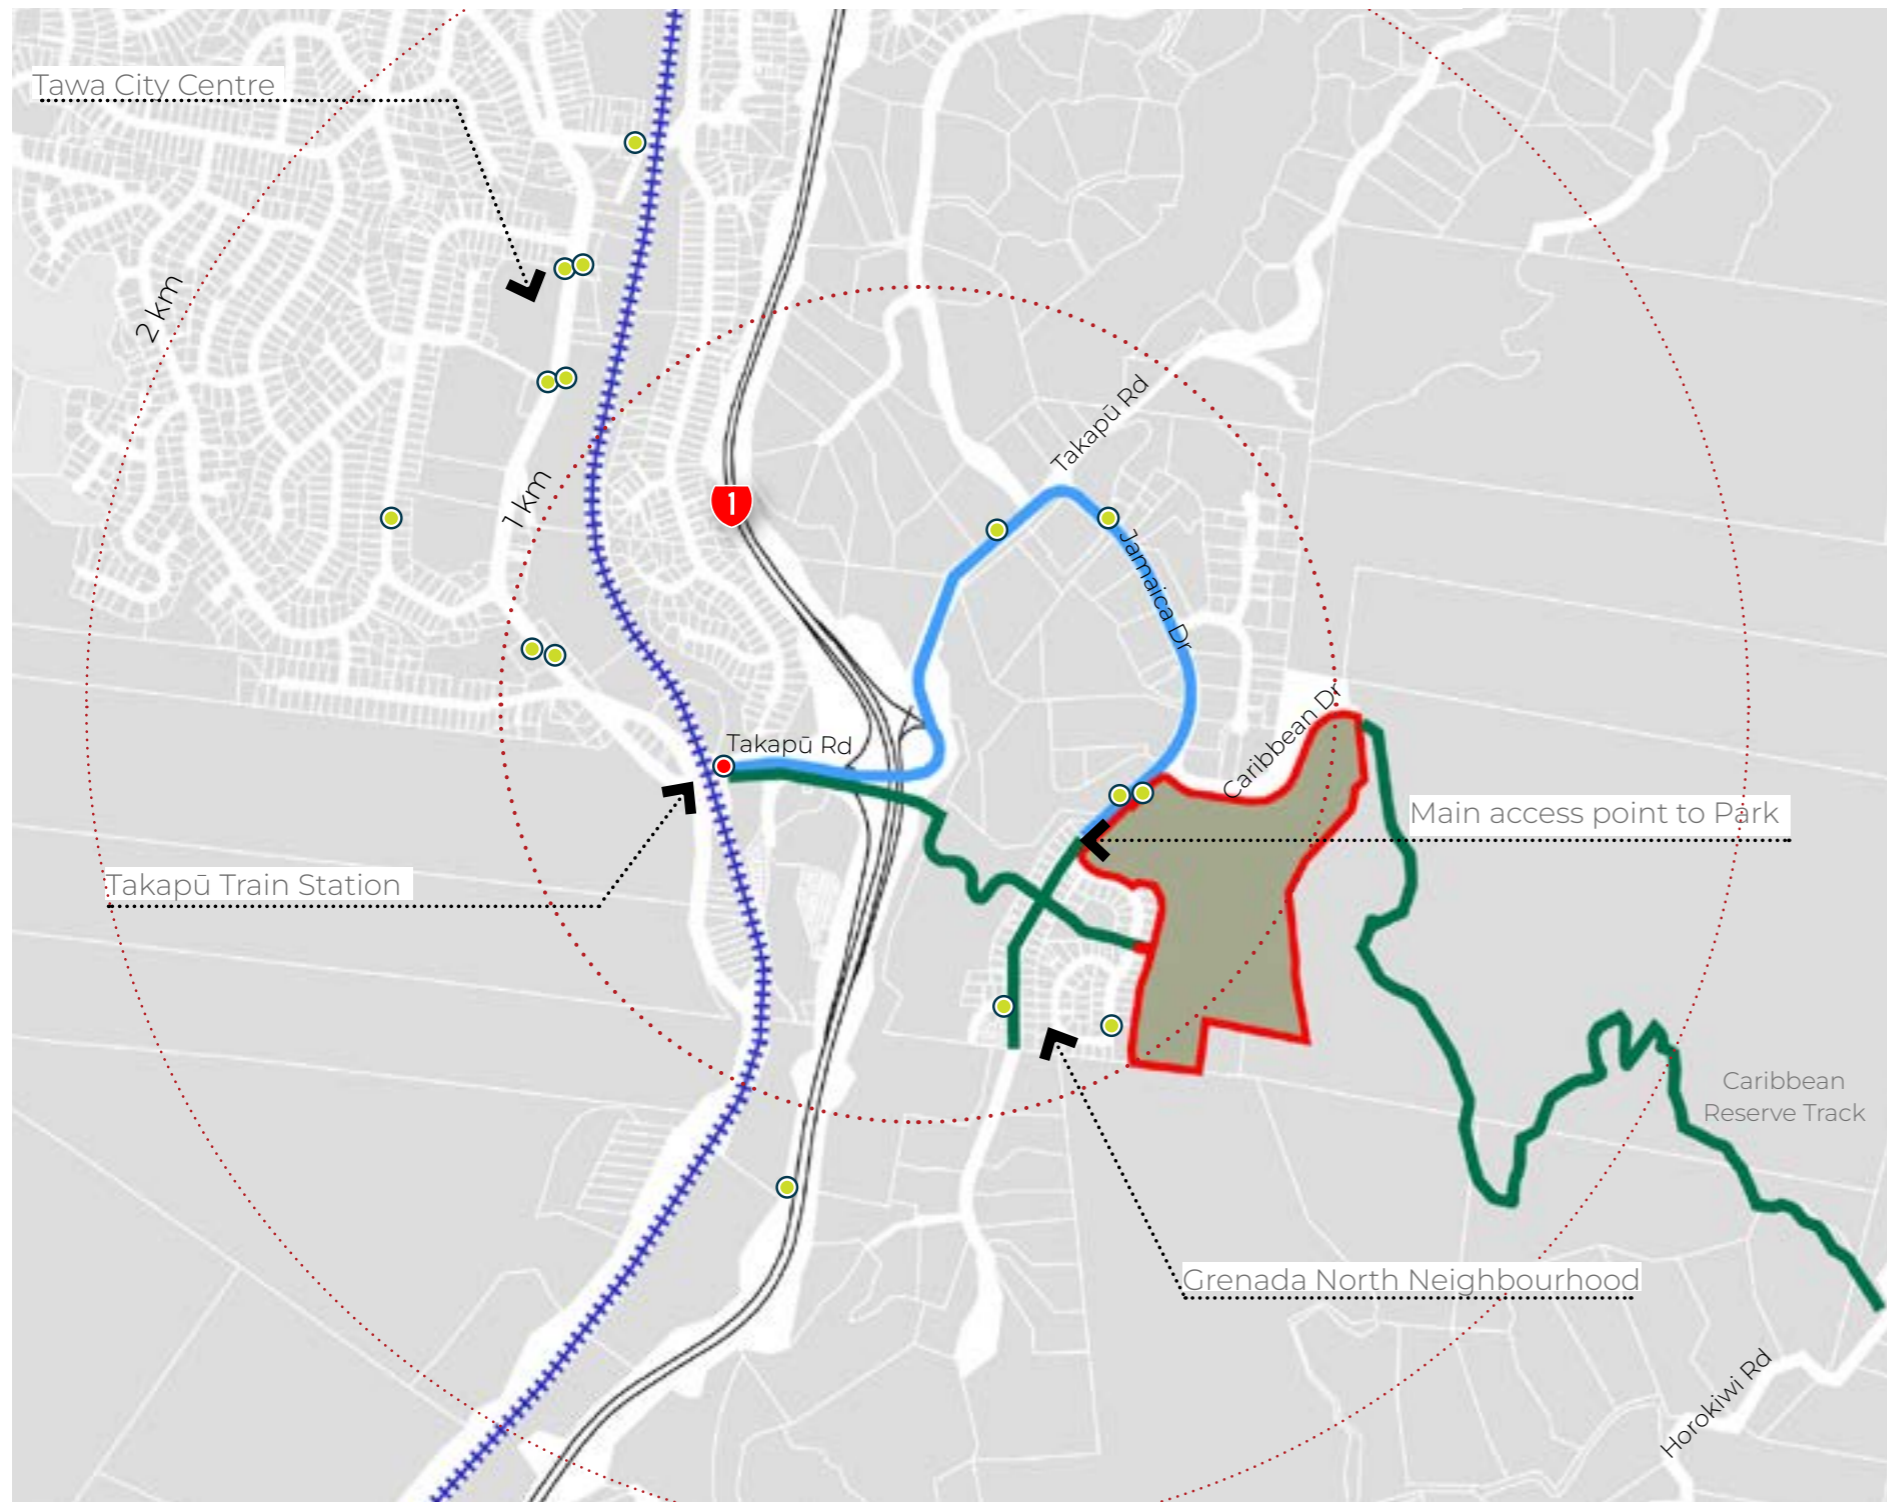 Tawa City Centre
2 km
1 km
1
Takapū Rd
Jamaica Dr
Takapū Rd
Caribbean Dr
Main access point to Park
Takapū Train Station
Caribbean
Reserve Track
Grenada North Neighbourhood
Horokiwi Rd